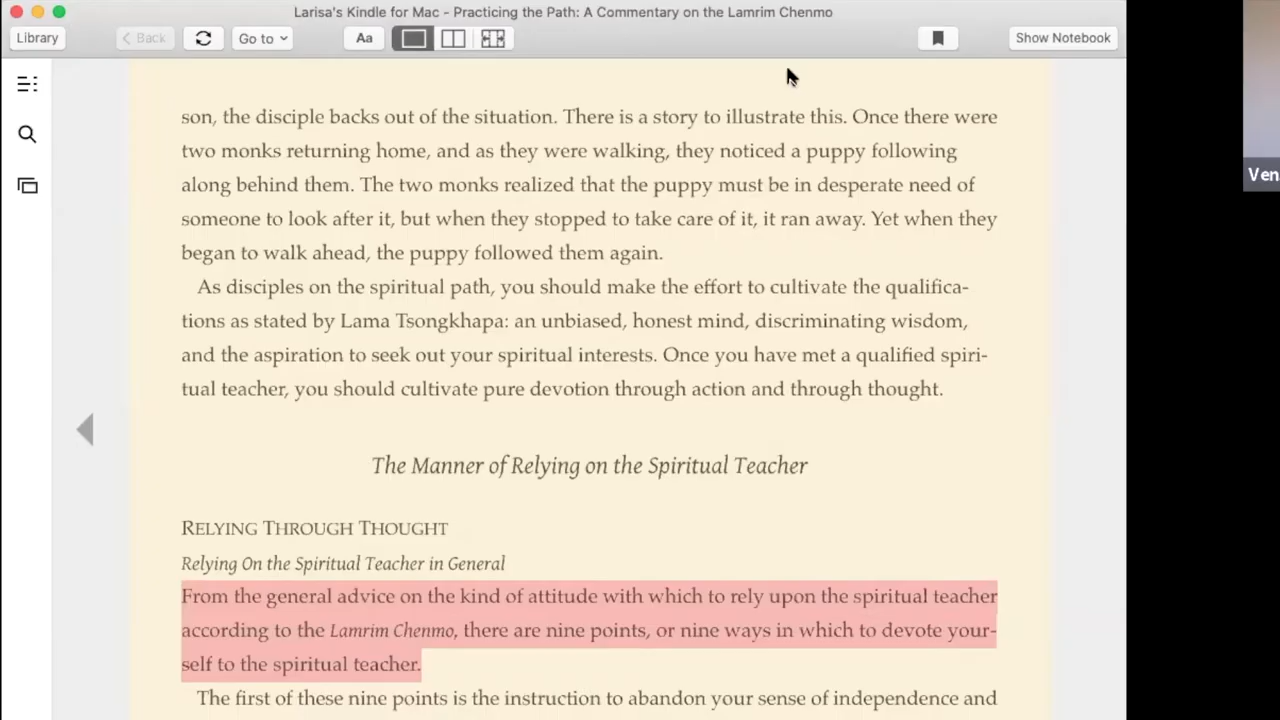 Larisa's Kindle for Mac - Practicing the Path: A Commentary on the Lamrim Chenmo
Library
Back
Go to
Aa
Show Notebook
son, the disciple backs out of the situation. There is a story to illustrate this. Once there were
two monks returning home, and as they were walking, they noticed a puppy following
along behind them. The two monks realized that the puppy must be in desperate need of
someone to look after it, but when they stopped to take care of it, it ran away. Yet when they
began to walk ahead, the puppy followed them again.
As disciples on the spiritual path, you should make the effort to cultivate the qualifica-
tions as stated by Lama Tsongkhapa: an unbiased, honest mind, discriminating wisdom,
and the aspiration to seek out your spiritual interests. Once you have met a qualified spiri-
tual teacher, you should cultivate pure devotion through action and through thought.
The Manner of Relying on the Spiritual Teacher
RELYING THROUGH THOUGHT
Relying On the Spiritual Teacher in General
From the general advice on the kind of attitude with which to rely upon the spiritual teacher
according to the Lamrim Chenmo, there are nine points, or nine ways in which to devote your-
self to the spiritual teacher.
The first of these nine points is the instruction to abandon your sense of independence and
Ven